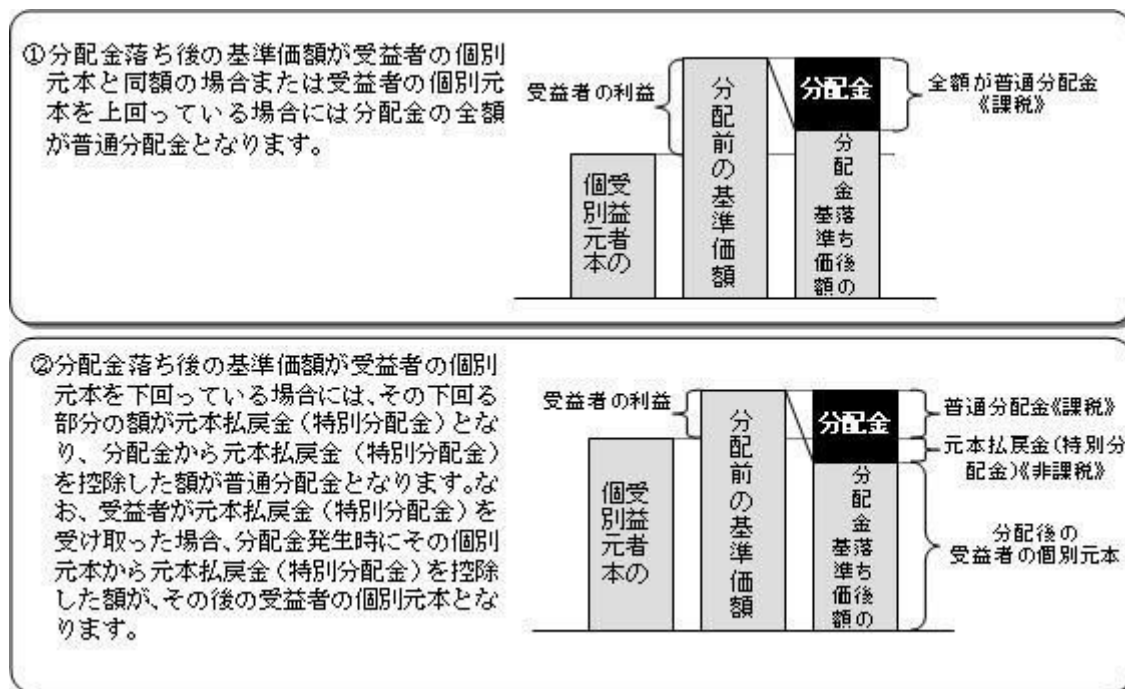 ①分配金落ち後の基準価額が受益者の個別
元本と同額の場合または受益者の個別元
本を上回っている場合には分配金の全額
が普通分配金となります。
受益者の利益
受益者の
個別元本
分配前の基準価額
分配金
分配金落ち後の
基準価額
全額が普通分配金
《課税》
②分配金落ち後の基準価額が受益者の個別
元本を下回っている場合には、その下回る
部分の額が元本払戻金（特別分配金）とな
り、分配金から元本払戻金（特別分配金）
を控除した額が普通分配金となります。な
お、受益者が元本払戻金（特別分配金）を
受け取った場合、分配金発生時にその個別
元本から元本払戻金（特別分配金）を控除
した額が、その後の受益者の個別元本とな
ります。
受益者の利益
受益者の
個別元本
分配前の基準価額
分配金
分配金落ち後の
基準価額
普通分配金《課税》
元本払戻金（特別分
配金）《非課税》
分配後の
受益者の個別元本